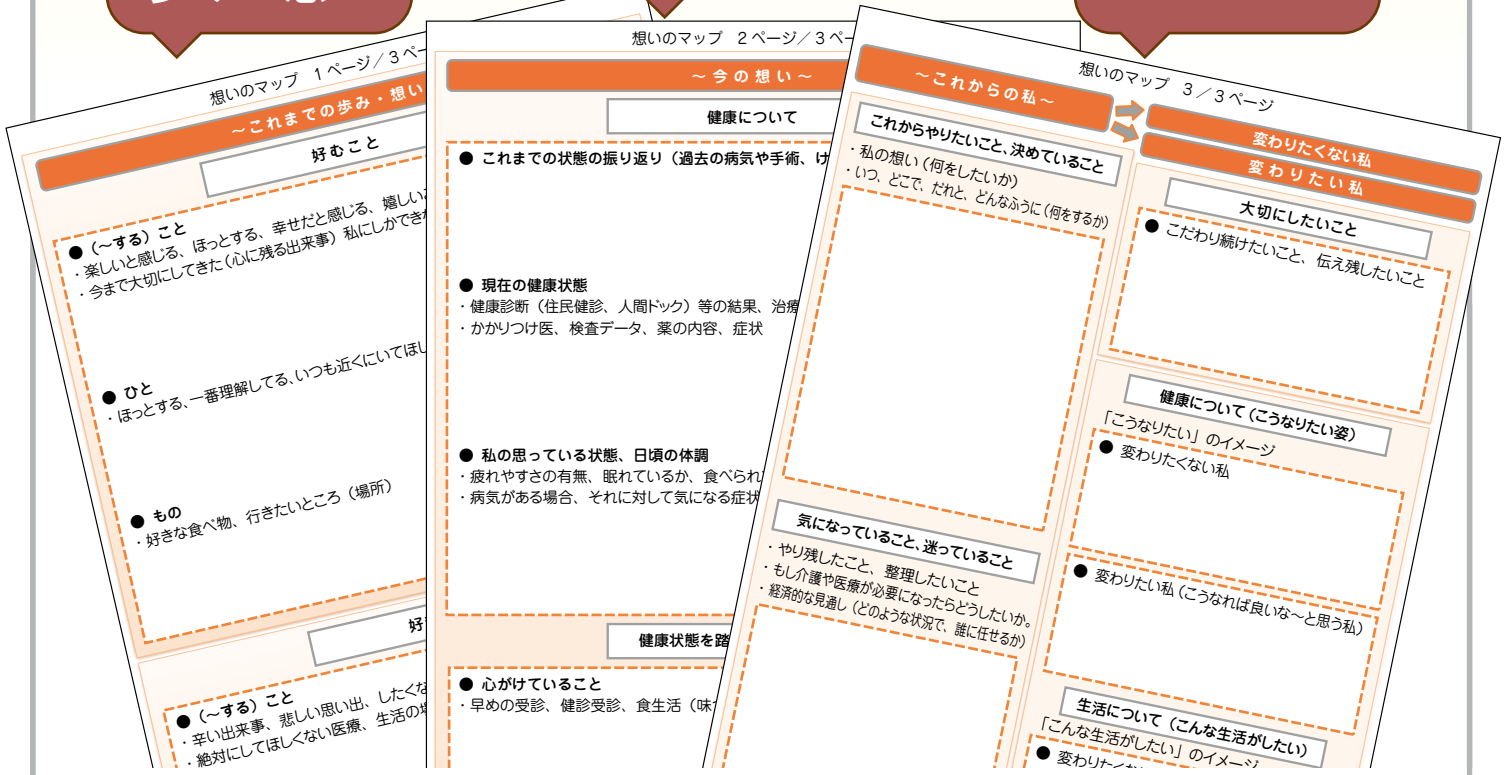 想いのマップ 1ページ/3ペー
～これまでの歩み・想い
好むこと
● (～する) こと
・楽しいと感じる、ほっとする、幸せだと感じる、嬉しい
・今まで大切にしてきた(心に残る出来事) 私にしかでき
● ひと
・ほっとする、一番理解してる、いつも近くにいてほし
● もの
・好きな食べ物、行きたいところ (場所)
好
● (～する) こと
・辛い出来事、悲しい思い出、したくな
・絶対にしてほしくない医療、生活の
想いのマップ 2ページ/3ペー
～今の想い～
健康について
● これまでの状態の振り返り (過去の病気や手術、け
● 現在の健康状態
・健康診断 (住民健診、人間ドック) 等の結果、治療
・かかりつけ医、検査データ、薬の内容、症状
● 私の思っている状態、日頃の体調
・疲れやすさの有無、眠れているか、食べられ
・病気がある場合、それに対して気になる症状
健康状態を踏
● 心がけていること
・早めの受診、健診受診、食生活 (味
想いのマップ 3/3ページ
～これからの私～
変わりたくない私
変わりたい私
これからやりたいこと、決めていること
・私の想い (何をしたいか)
・いつ、どこで、だれと、どんなふうに (何をするか)
気になっていること、迷っていること
・やり残したこと、整理したいこと
・もし介護や医療が必要になったらどうしたいか。
・経済的な見通し (どのような状況で、誰に任せるか)
大切にしたいこと
● こだわり続けたいこと、伝え残したいこと
健康について (こうなりたい姿)
「こうなりたい」のイメージ
● 変わりたくない私
● 変わりたい私 (こうなれば良いな～と思う私)
生活について (こんな生活がしたい)
「こんな生活がしたい」のイメージ
● 変わりたく